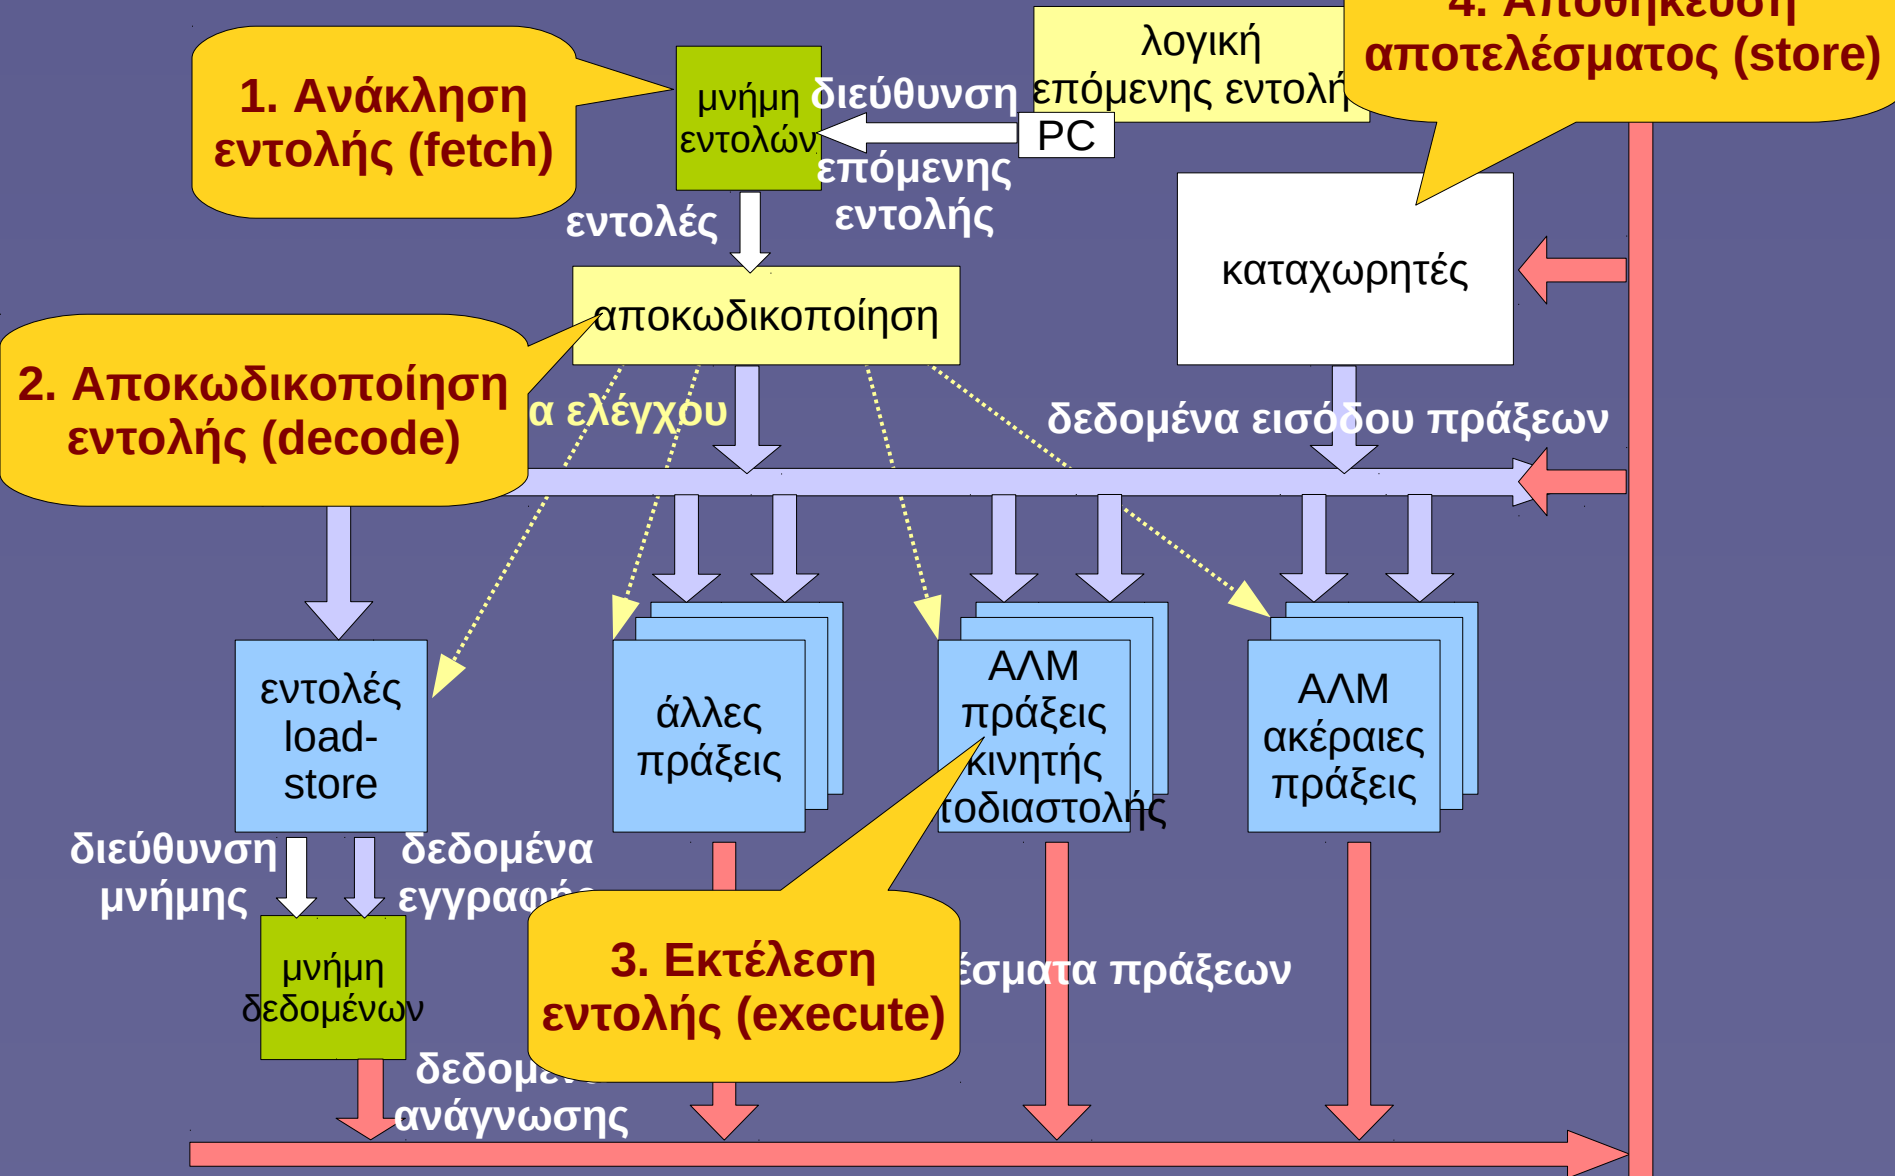 1. Ανάκληση
εντολής (fetch)
μνήμη
εντολών
διεύθυνση
επόμενης
εντολής
λογική
επόμενης εντολή
PC
4. Αποθήκευση
αποτελέσματος (store)
εντολές
καταχωρητές
αποκωδικοποίηση
2. Αποκωδικοποίηση
εντολής (decode)
α ελέγχου
δεδομένα εισόδου πράξεων
εντολές
load-
store
άλλες
πράξεις
ΑΛΜ
πράξεις
κινητής
τοδιαστολής
ΑΛΜ
ακέραιες
πράξεις
διεύθυνση
μνήμης
δεδομένα
εγγραφής
μνήμη
δεδομένων
3. Εκτέλεση
εντολής (execute)
έσματα πράξεων
δεδομένα
ανάγνωσης